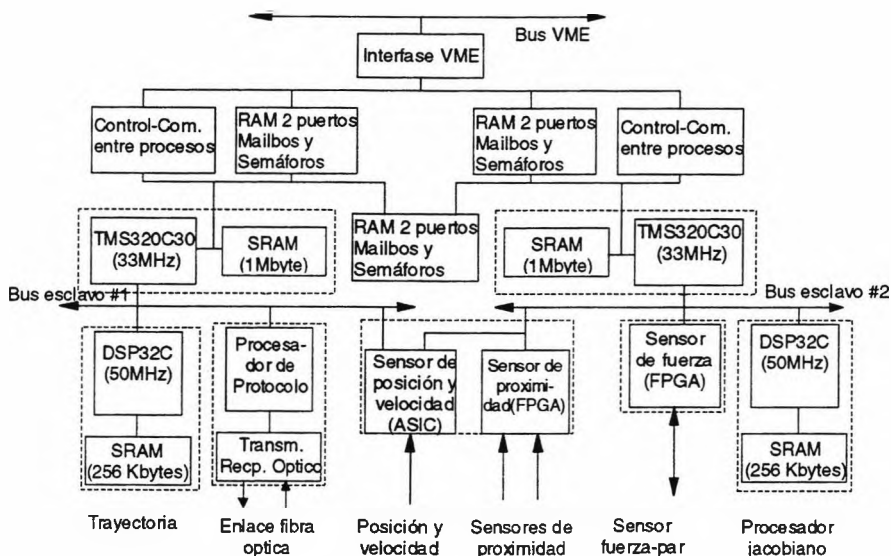 Bus VME
Interfase VME
Control-Com.
entre procesos
RAM 2 puertos
Mailbos y
Semáforos
RAM 2 puertos
Mailbos y
Semáforos
Control-Com.
entre procesos
TMS320C30
(33MHz)
SRAM
(1Mbyte)
RAM 2 puertos
Mailbos y
Semáforos
SRAM
(1Mbyte)
TMS320C30
(33MHz)
Bus esclavo #1
Bus esclavo #2
DSP32C
(50MHz)
Procesador
de
Protocolo
Sensor de
posición y
velocidad
(ASIC)
Sensor de
proximi-
dad(FPGA)
Sensor
de fuerza
(FPGA)
DSP32C
(50MHz)
SRAM
(256 Kbytes)
Transm.
Recp. Optico
SRAM
(256 Kbytes)
Trayectoria
Enlace fibra
optica
Posición y
velocidad
Sensores de
proximidad
Sensor
fuerza-par
Procesador
jacobiano